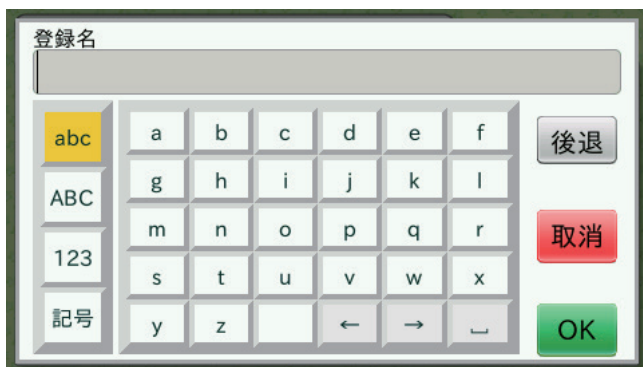 登録名
abc a b c d e f 後退
ABC g h i j k l
m n o p q r 取消
123 s t u v w x
記号 y z ← → ⎵ OK